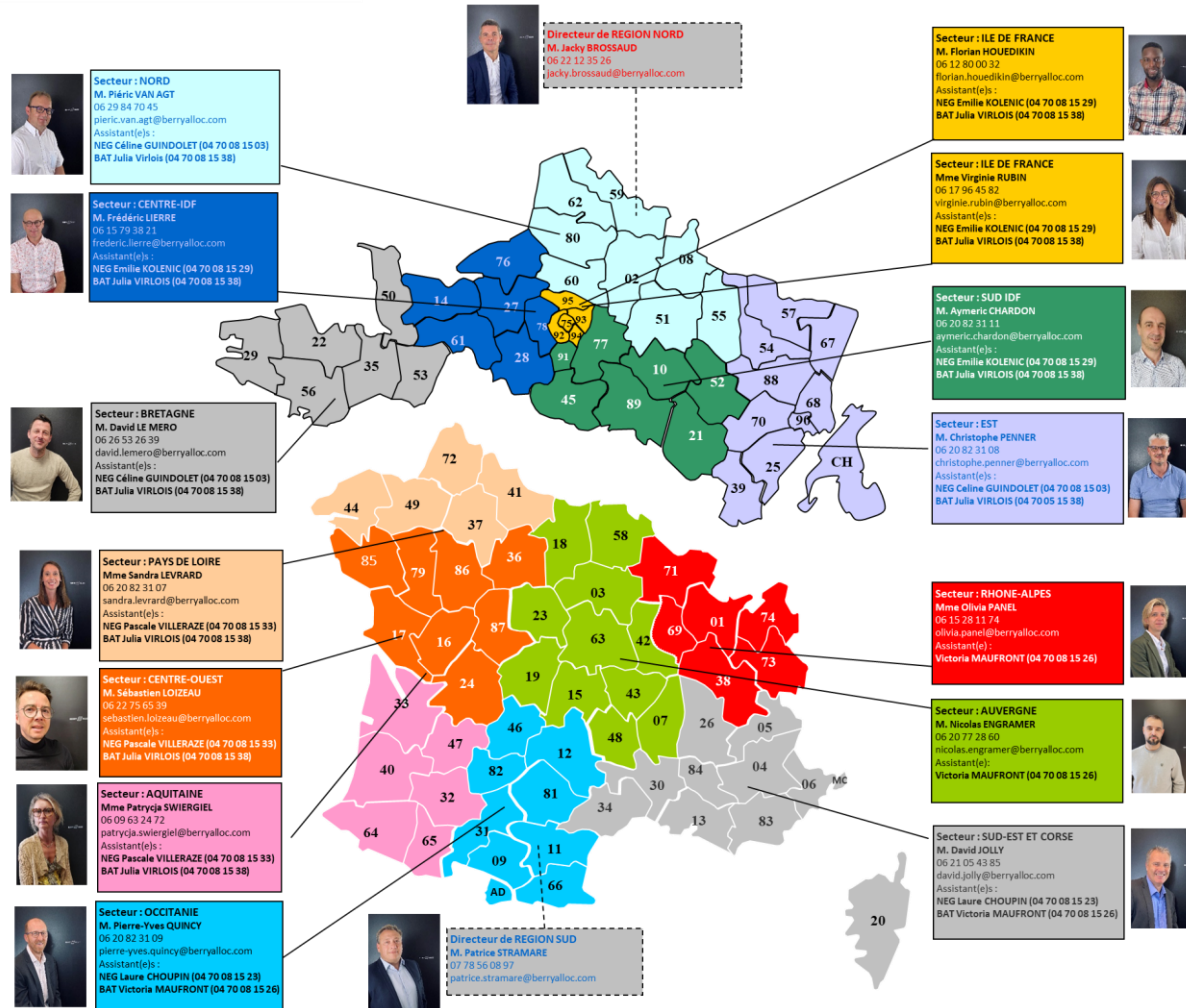 Directeur de REGION NORD
M. Jacky BROSSAUD
06 22 12 35 26
jacky.brossaud@berryalloc.com
Secteur : ILE DE FRANCE
M. Florian HOUEDIKIN
06 12 80 00 32
florian.houedikin@berryalloc.com
Assistant(e)s :
NEG Emilie KOLENIC (04 70 08 15 29)
BAT Julia VIRLOIS (04 70 08 15 38)
Secteur : NORD
M. Piéric VAN AGT
06 29 84 70 45
pieric.van.agt@berryalloc.com
Assistant(e)s :
NEG Céline GUINDOLET (04 70 08 15 03)
BAT Julia Virlois (04 70 08 15 38)
Secteur : ILE DE FRANCE
Mme Virginie RUBIN
06 17 96 45 82
virginie.rubin@berryalloc.com
Assistant(e)s :
NEG Emilie KOLENIC (04 70 08 15 29)
BAT Julia VIRLOIS (04 70 08 15 38)
Secteur : CENTRE-IDF
M. Frédéric LIERRE
06 15 79 38 21
frederic.lierre@berryalloc.com
Assistant(e)s :
NEG Emilie KOLENIC (04 70 08 15 29)
BAT Julia VIRLOIS (04 70 08 15 38)
Secteur : SUD IDF
M. Aymeric CHARDON
06 20 82 31 11
aymeric.chardon@berryalloc.com
Assistant(e)s :
NEG Emilie KOLENIC (04 70 08 15 29)
BAT Julia VIRLOIS (04 70 08 15 38)
Secteur : BRETAGNE
M. David LE MERO
06 26 53 26 39
david.lemero@berryalloc.com
Assistant(e)s :
NEG Céline GUINDOLET (04 70 08 15 03)
BAT Julia VIRLOIS (04 70 08 15 38)
Secteur : EST
M. Christophe PENNER
06 20 82 31 08
christophe.penner@berryalloc.com
Assistant(e)s :
NEG Celine GUINDOLET (04 70 08 15 03)
BAT Julia VIRLOIS (04 70 05 15 38)
59
62
80
08
02
60
76
50
14
27
95
78
75
93
92
94
51
55
57
67
54
61
28
91
77
10
52
88
68
90
70
22
29
35
53
56
45
89
21
25
39
CH
Secteur : PAYS DE LOIRE
Mme Sandra LEVRARD
06 20 82 31 07
sandra.levrard@berryalloc.com
Assistant(e)s :
NEG Pascale VILLERAZE (04 70 08 15 33)
BAT Julia VIRLOIS (04 70 08 15 38)
Secteur : RHONE-ALPES
Mme Olivia PANEL
06 15 28 11 74
olivia.panel@berryalloc.com
Assistant(e) :
Victoria MAUFRONT (04 70 08 15 26)
Secteur : CENTRE-OUEST
M. Sébastien LOIZEAU
06 22 75 65 39
sebastien.loizeau@berryalloc.com
Assistant(e)s :
NEG Pascale VILLERAZE (04 70 08 15 33)
BAT Julia VIRLOIS (04 70 08 15 38)
Secteur : AUVERGNE
M. Nicolas ENGRAMER
06 20 77 28 60
nicolas.engramer@berryalloc.com
Assistant(e):
Victoria MAUFRONT (04 70 08 15 26)
Secteur : AQUITAINE
Mme Patrycja SWIERGIEL
06 09 63 24 72
patrycja.swiergiel@berryalloc.com
Assistant(e)s :
NEG Pascale VILLERAZE (04 70 08 15 33)
BAT Julia VIRLOIS (04 70 08 15 38)
Secteur : SUD-EST ET CORSE
M. David JOLLY
06 21 05 43 85
david.jolly@berryalloc.com
Assistant(e)s :
NEG Laure CHOUPIN (04 70 08 15 23)
BAT Victoria MAUFRONT (04 70 08 15 26)
Secteur : OCCITANIE
M. Pierre-Yves QUINCY
06 20 82 31 09
pierre-yves.quincy@berryalloc.com
Assistant(e)s :
NEG Laure CHOUPIN (04 70 08 15 23)
BAT Victoria MAUFRONT (04 70 08 15 26)
Directeur de REGION SUD
M. Patrice STRAMARE
07 78 56 08 97
patrice.stramare@berryalloc.com
72
41
49
44
37
85
79
86
36
18
58
03
71
23
63
42
69
01
74
73
17
16
87
24
19
15
43
38
33
46
12
48
07
26
05
47
82
40
32
81
34
30
84
04
06
MC
13
83
64
65
31
09
11
66
AD
20